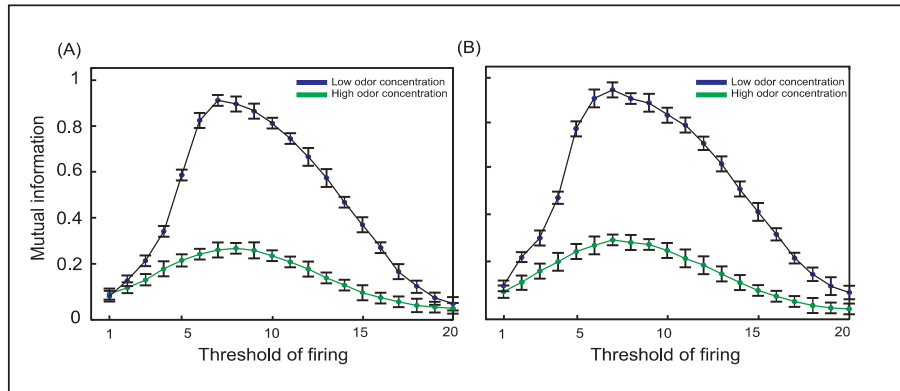 (A)
(B)
Low odor concentration
High odor concentration
Low odor concentration
High odor concentration
Mutual information
1
0.8
0.6
0.4
0.2
0
1 5 10 15 20
1 5 10 15 20
Threshold of firing
Threshold of firing